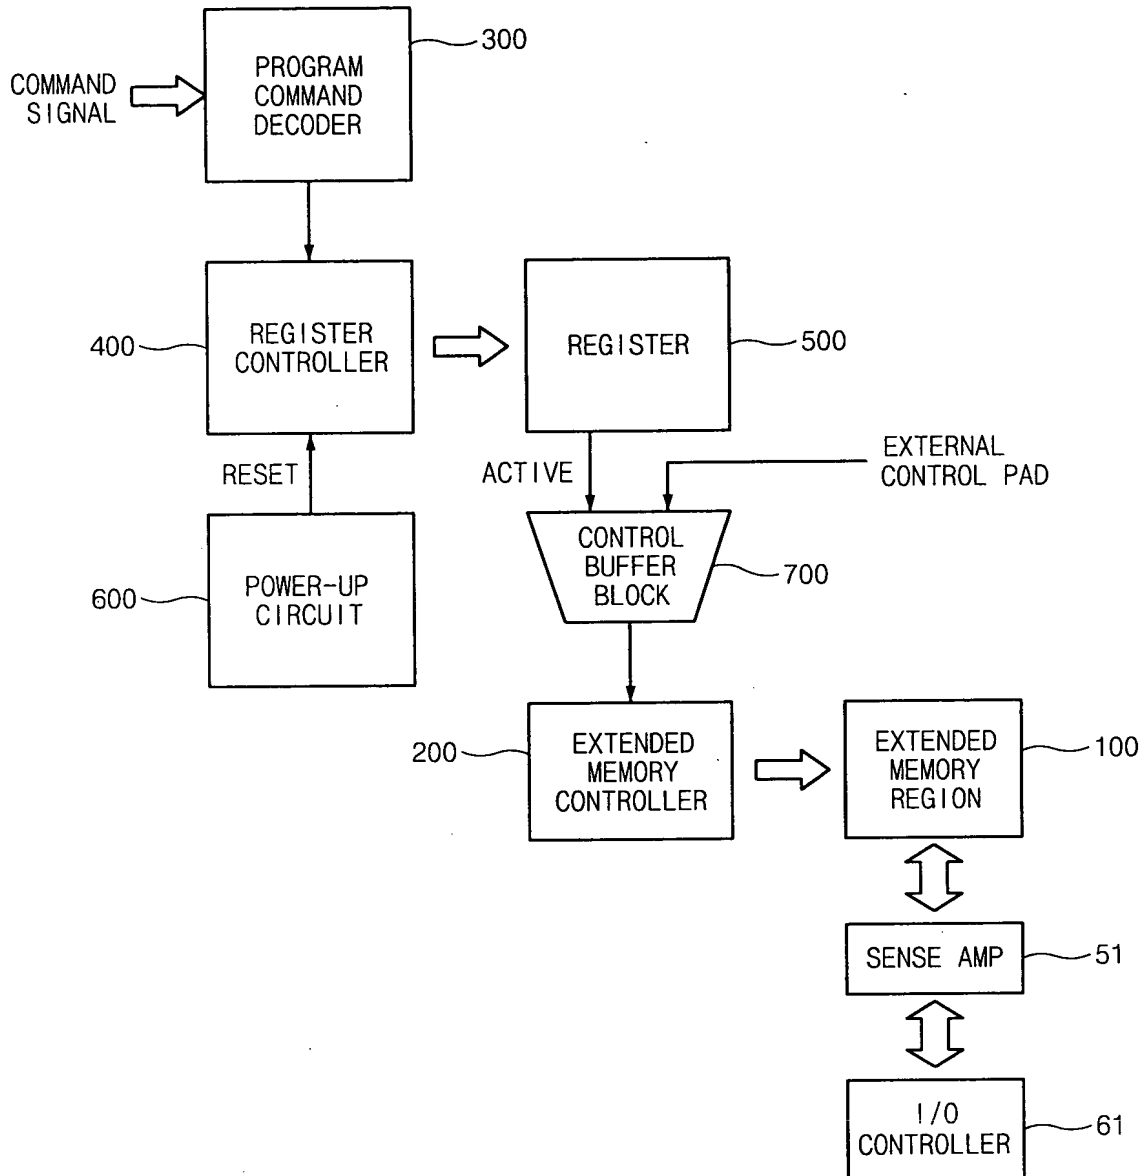 300
PROGRAM
COMMAND
DECODER
COMMAND
SIGNAL
400
REGISTER
CONTROLLER
REGISTER
500
RESET
ACTIVE
EXTERNAL
CONTROL PAD
600
POWER-UP
CIRCUIT
CONTROL
BUFFER
BLOCK
700
200
EXTENDED
MEMORY
CONTROLLER
EXTENDED
MEMORY
REGION
100
SENSE AMP
51
I/O
CONTROLLER
61